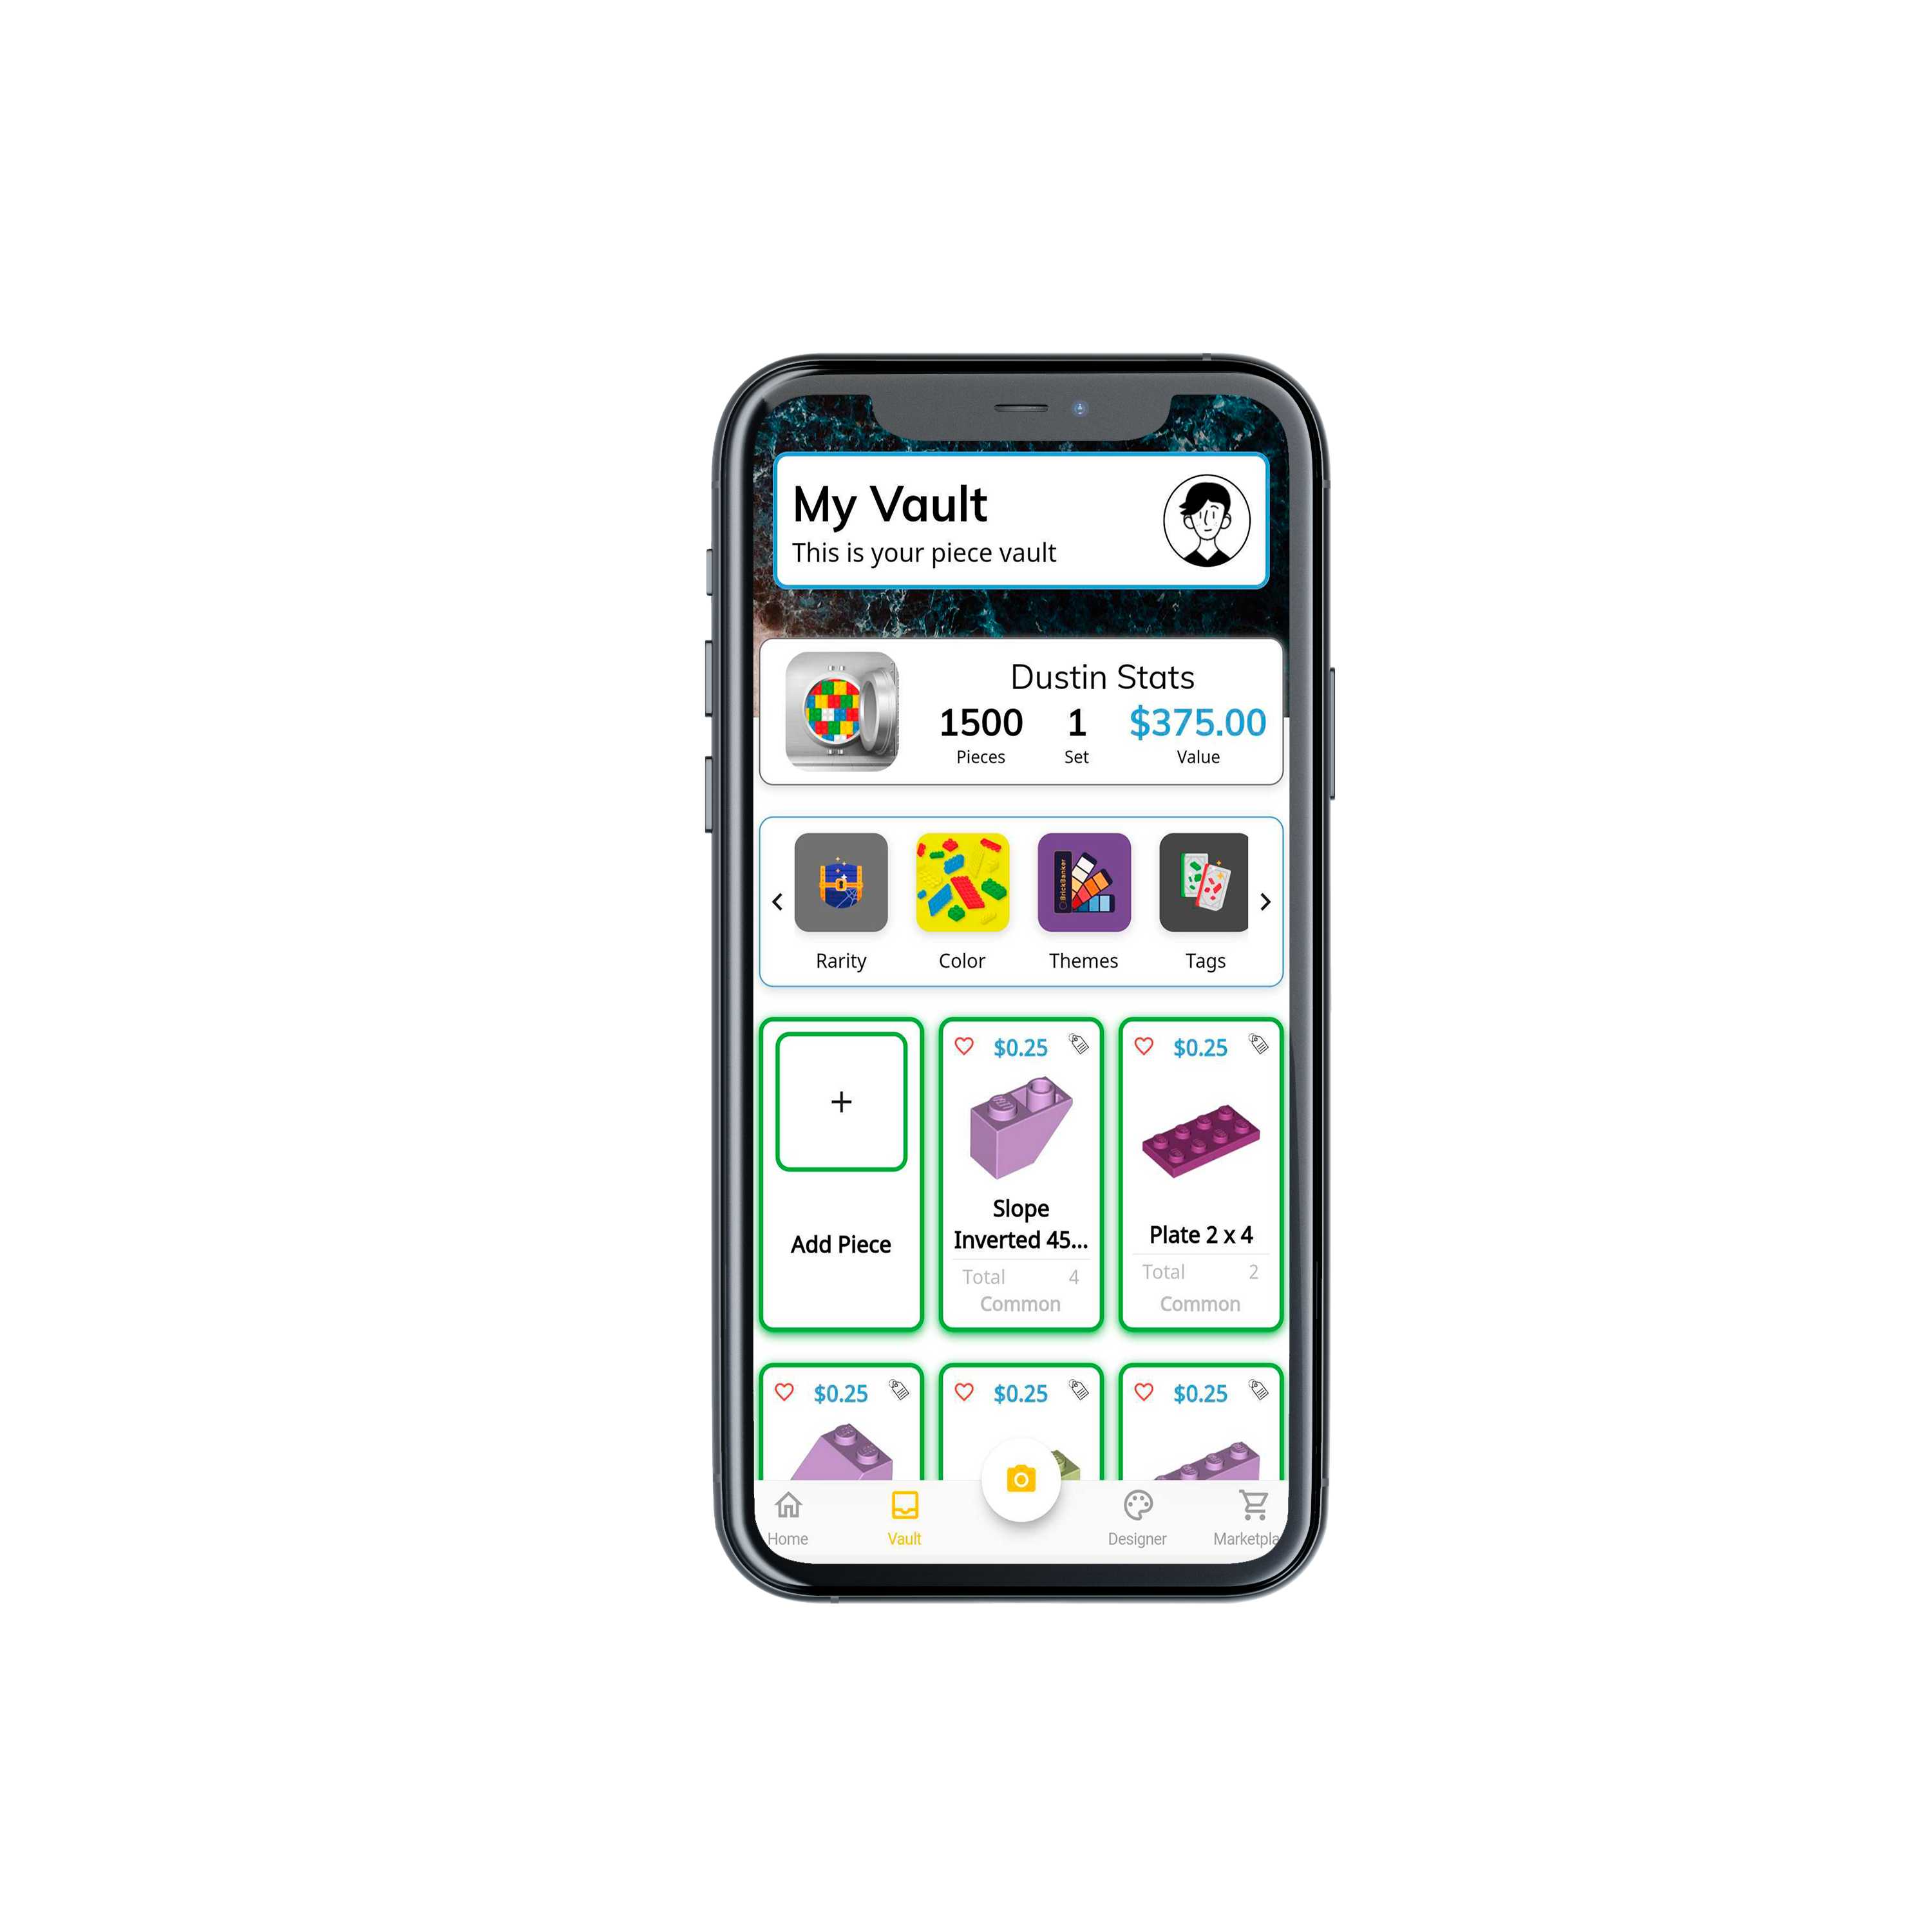 My Vault
This is your piece vault
Dustin Stats
1500 1 $375.00
Pieces Set Value
BrickBanker
Rarity Color Themes Tags
+
Add Piece
$0.25
Slope
Inverted 45...
Total 4
Common
$0.25
Plate 2 x 4
Total 2
Common
$0.25 $0.25 $0.25
Home Vault Designer Marketpla